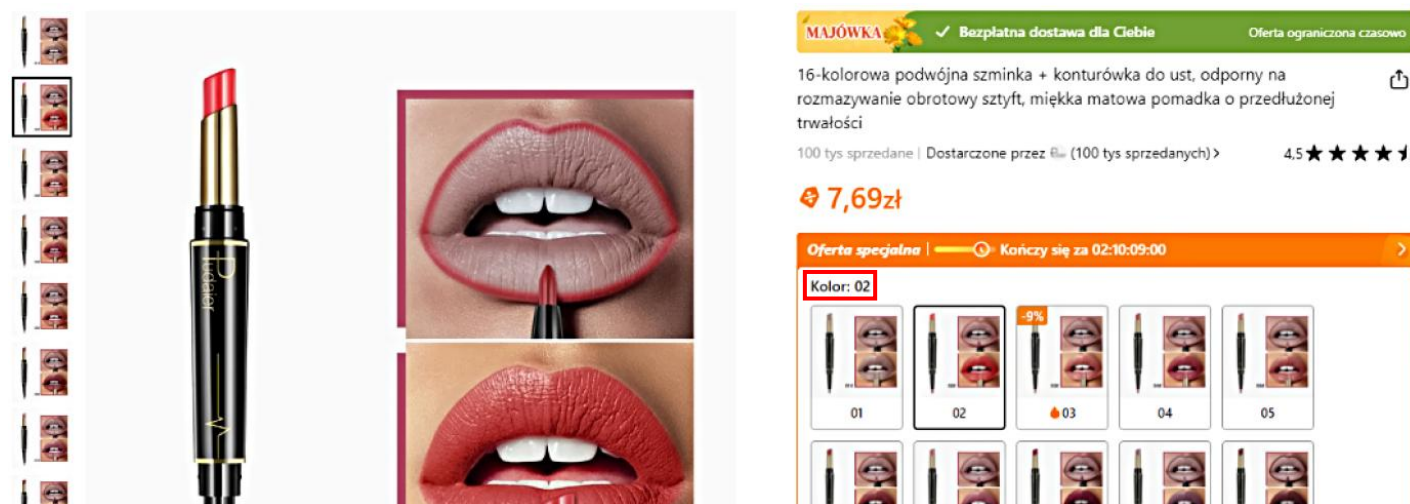 MAJÓWKA
✓ Bezpłatna dostawa dla Ciebie
Oferta ograniczona czasowo
16-kolorowa podwójna szminka + konturówka do ust, odporny na
rozmazywanie obrotowy sztyft, miękka matowa pomadka o przedłużonej
trwałości
100 tys sprzedane | Dostarczone przez (100 tys sprzedanych) >
4,5 ★★★★
7,69zł
Oferta specjalna | Kończy się za 02:10:09:00
Kolor: 02
-9%
01
02
03
04
05
Pudaier